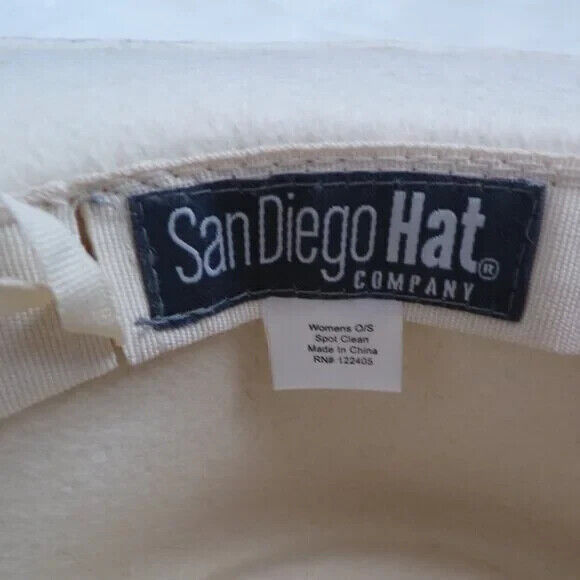 San Diego Hat®
COMPANY
Womens O/S
Spot Clean
Made In China
RN# 122405